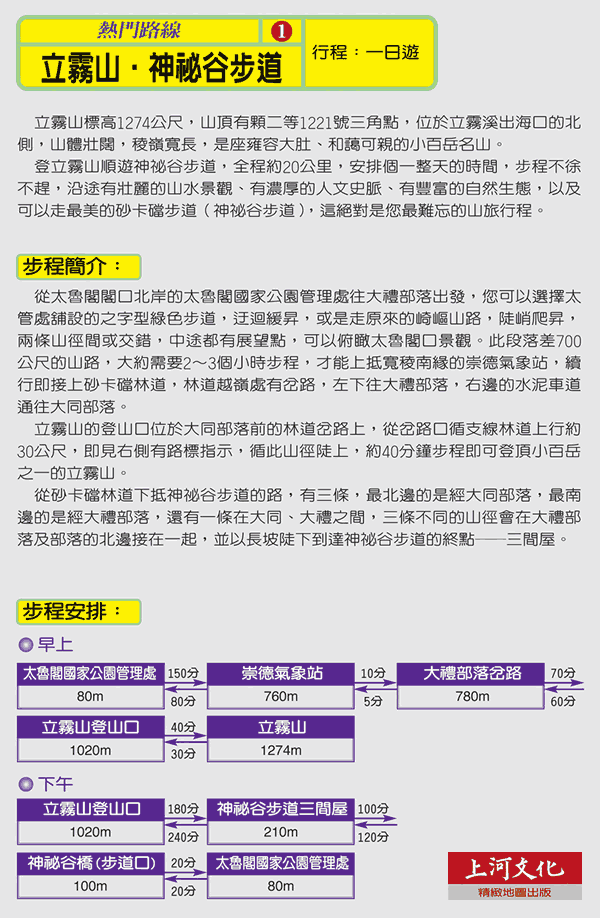 熱門路線 1
立霧山·神祕谷步道
行程：一日遊
立霧山標高1274公尺，山頂有顆二等1221號三角點，位於立霧溪出海口的北
側，山體壯闊，稜嶺寬長，是座雍容大肚、和藹可親的小百岳名山。
登立霧山順遊神祕谷步道，全程約20公里，安排個一整天的時間，步程不徐
不趕，沿途有壯麗的山水景觀、有濃厚的人文史脈、有豐富的自然生態，以及
可以走最美的砂卡礑步道（神祕谷步道），這絕對是您最難忘的山旅行程。
步程簡介：
從太魯閣閣口北岸的太魯閣國家公園管理處往大禮部落出發，您可以選擇太
管處舖設的之字型綠色步道，迂迴緩昇，或是走原來的崎嶇山路，陡峭爬昇，
兩條山徑間或交錯，中途都有展望點，可以俯瞰太魯閣口景觀。此段落差700
公尺的山路，大約需要2～3個小時步程，才能上抵寬稜南緣的崇德氣象站，續
行即接上砂卡礑林道，林道越嶺處有岔路，左下往大禮部落，右邊的水泥車道
通往大同部落。
立霧山的登山口位於大同部落前的林道岔路上，從岔路口循支線林道上行約
30公尺，即見右側有路標指示，循此山徑陡上，約40分鐘步程即可登頂小百岳
之一的立霧山。
從砂卡礑林道下抵神祕谷步道的路，有三條，最北邊的是經大同部落，最南
邊的是經大禮部落，還有一條在大同、大禮之間，三條不同的山徑會在大禮部
落及部落的北邊接在一起，並以長坡陡下到達神祕谷步道的終點──三間屋。
步程安排：
早上
太魯閣國家公園管理處 150分 崇德氣象站 10分 大禮部落岔路 70分
80m 80分 760m 5分 780m 60分
立霧山登山口 40分 立霧山
1020m 30分 1274m
下午
立霧山登山口 180分 神祕谷步道三間屋 100分
1020m 240分 210m 120分
神祕谷橋(步道口) 20分 太魯閣國家公園管理處
100m 20分 80m
上河文化
精緻地圖出版